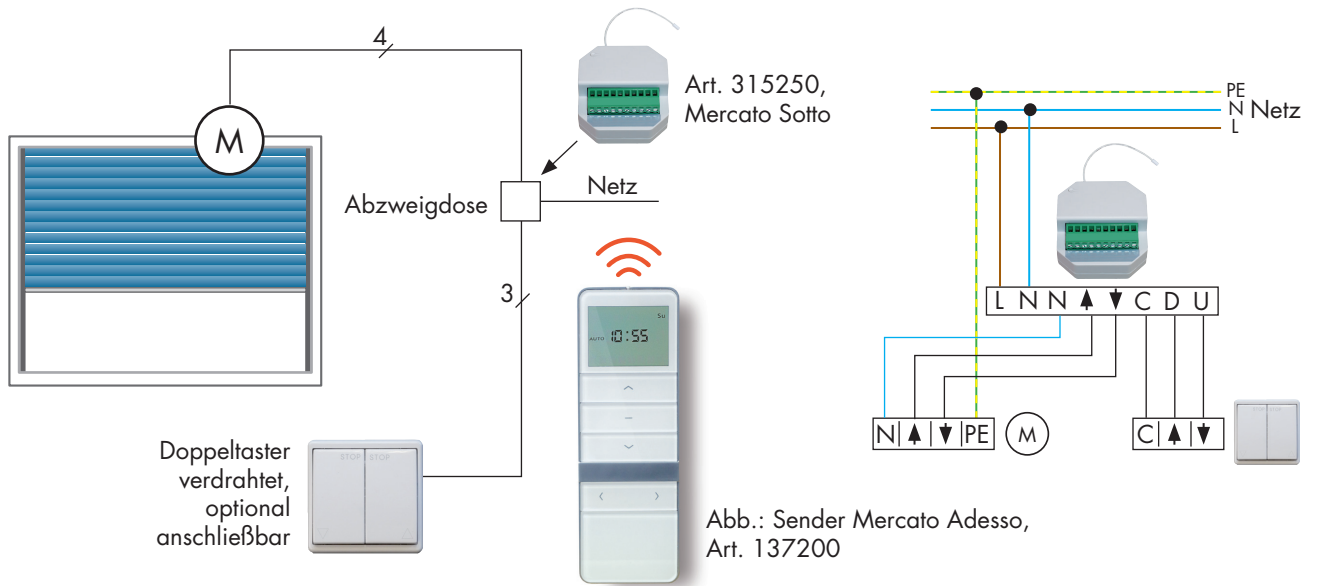 4
Art. 315250,
Mercato Sotto
M
Abzweigdose
Netz
3
Su
AUTO 10:55
Doppeltaster
verdrahtet,
optional
anschließbar
STOP STOP
Abb.: Sender Mercato Adesso,
Art. 137200
PE
N Netz
L
L N N C D U
N PE
M
C